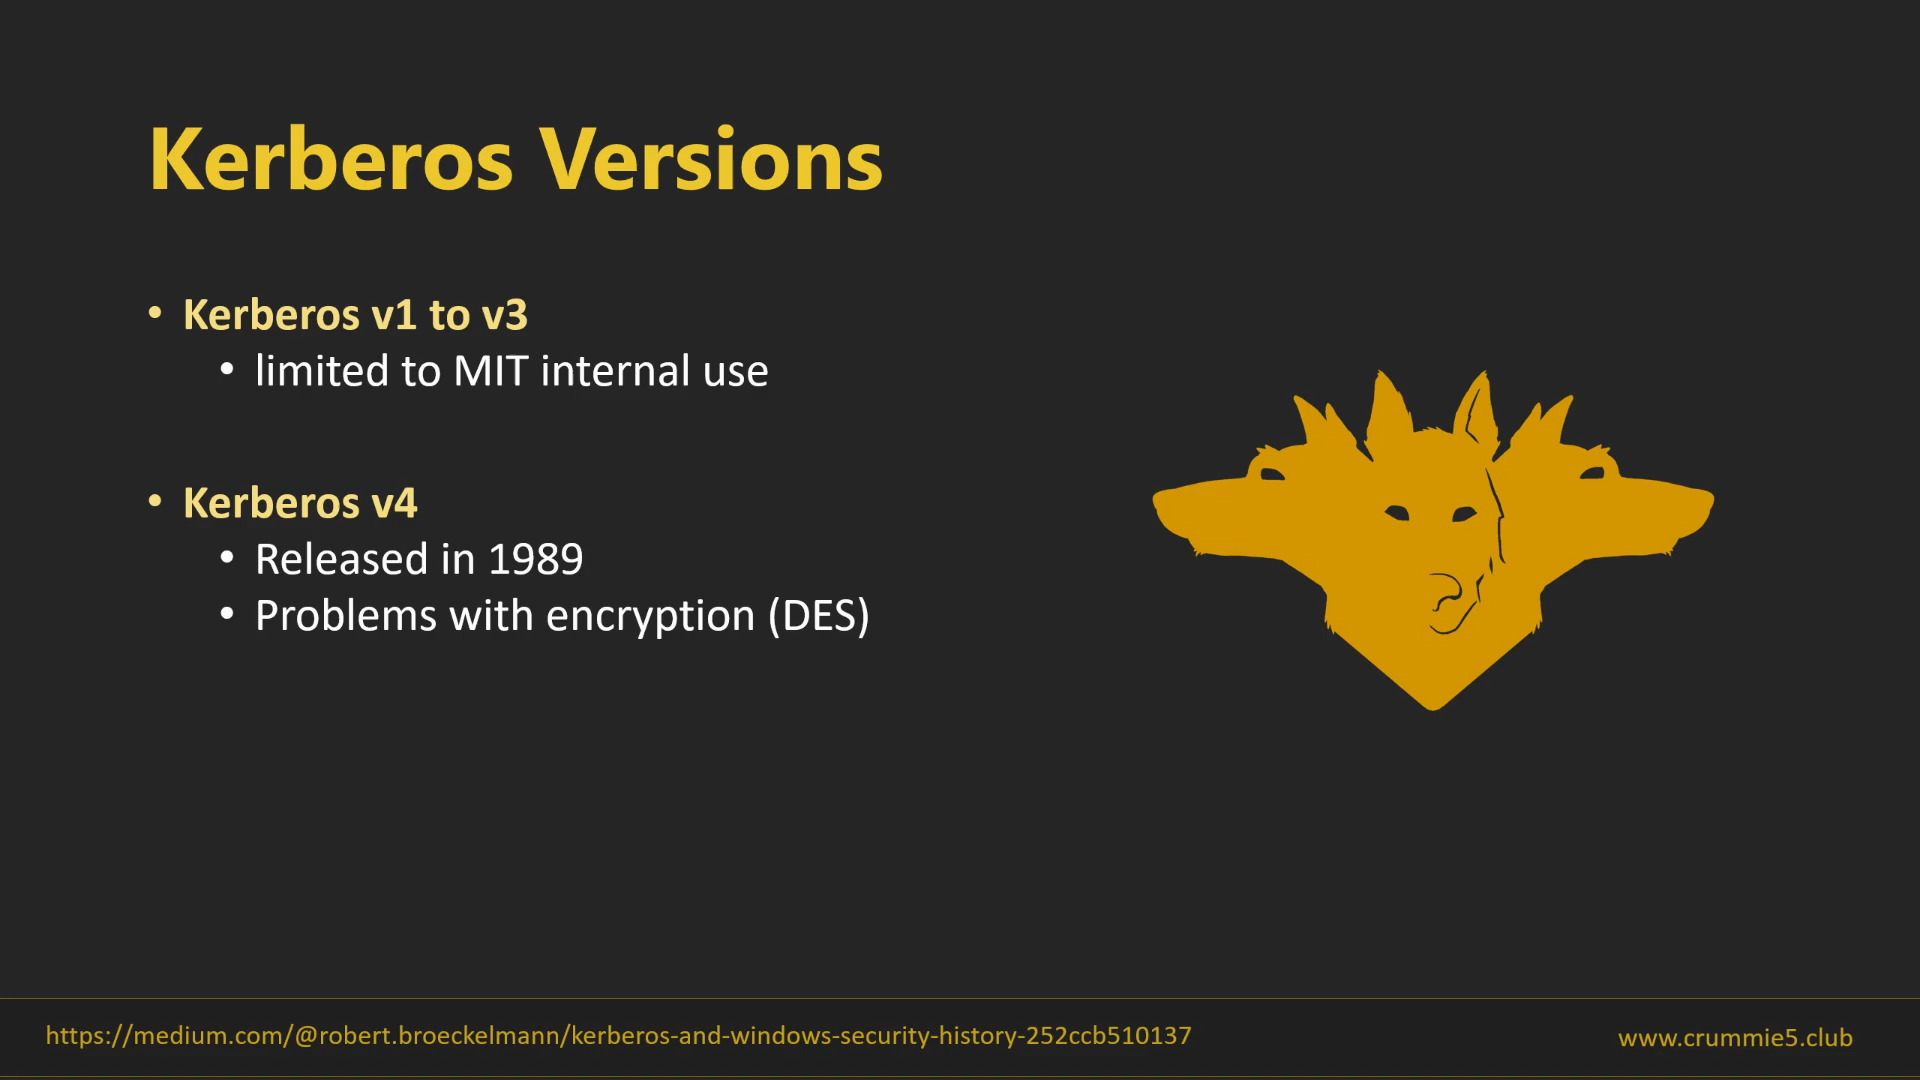 Kerberos Versions
• Kerberos v1 to v3
• limited to MIT internal use
• Kerberos v4
• Released in 1989
• Problems with encryption (DES)
https://medium.com/@robert.broeckelmann/kerberos-and-windows-security-history-252ccb510137
www.crummie5.club